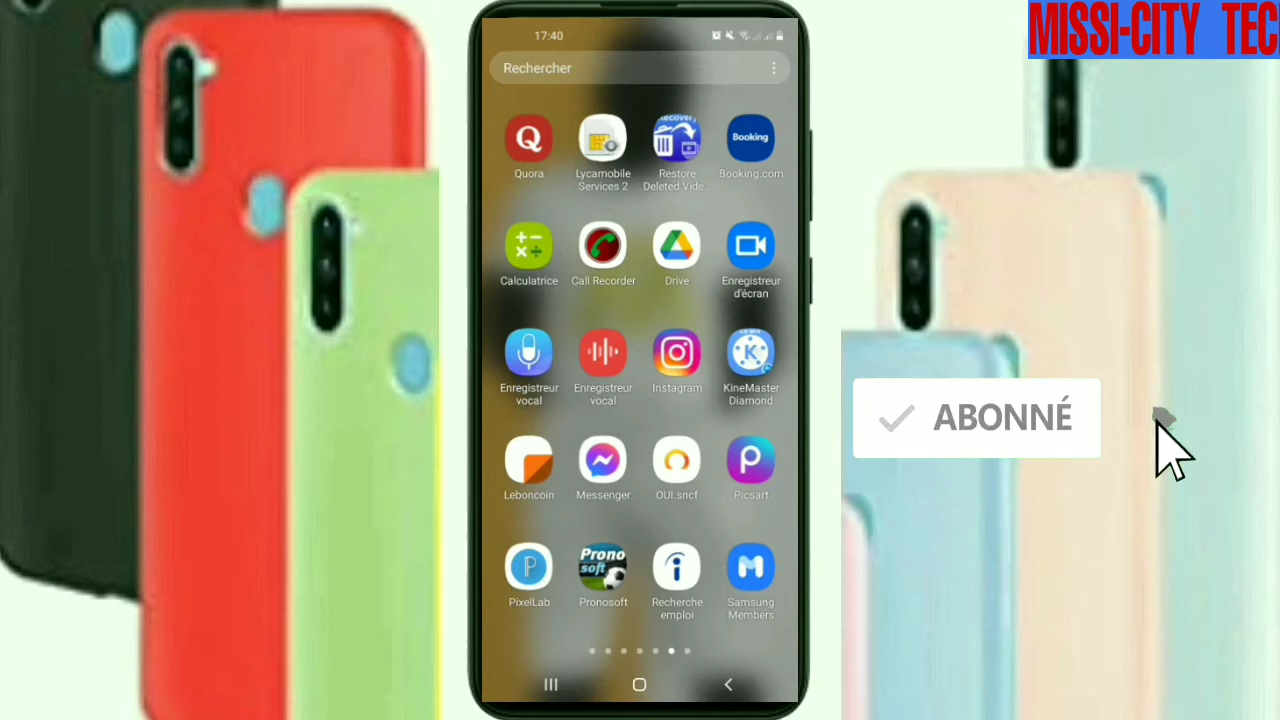 MISSI-CITY TEC
17:40
Rechercher
Recovery
Booking
Quora
Lycamobile
Services 2
Restore
Deleted Vide..
Booking.com
Calculatrice
Call Recorder
Drive
Enregistreur
d'écran
K
Enregistreur
vocal
Enregistreur
vocal
Instagram
KineMaster
Diamond
ABONNÉ
Leboncoin
Messenger
OUI.sncf
Picsart
Prono
soft
PixelLab
Pronosoft
Recherche
emploi
Samsung
Members